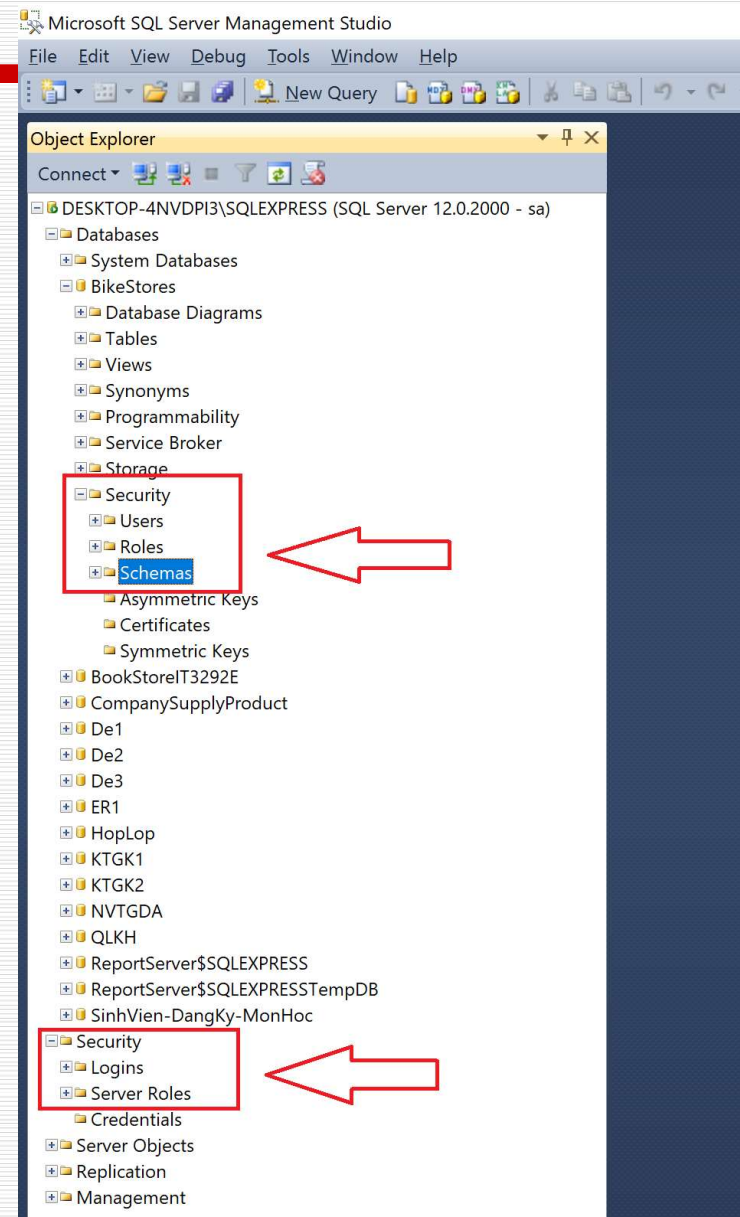 Microsoft SQL Server Management Studio
File Edit View Debug Tools Window Help
New Query
Object Explorer
Connect
DESKTOP-4NVDPI3\SQLEXPRESS (SQL Server 12.0.2000 - sa)
Databases
System Databases
BikeStores
Database Diagrams
Tables
Views
Synonyms
Programmability
Service Broker
Storage
Security
Users
Roles
Schemas
Asymmetric Keys
Certificates
Symmetric Keys
BookStoreIT3292E
CompanySupplyProduct
De1
De2
De3
ER1
HopLop
KTGK1
KTGK2
NVTGDA
QLKH
ReportServer$SQLEXPRESS
ReportServer$SQLEXPRESSTempDB
SinhVien-DangKy-MonHoc
Security
Logins
Server Roles
Credentials
Server Objects
Replication
Management